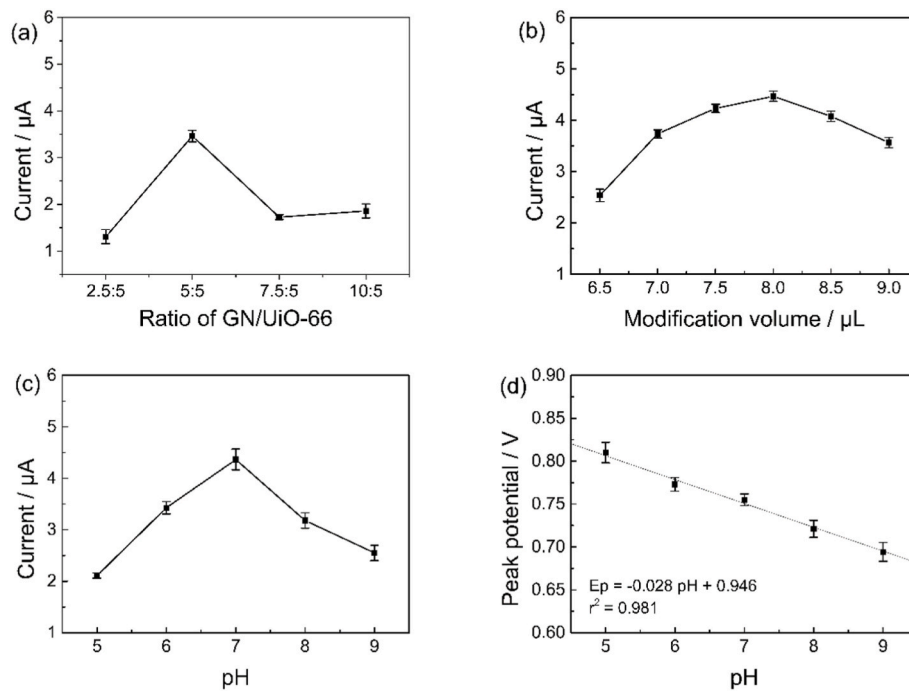 (a)
6
5
4
3
2
1
Current / μA
2.5:5 5:5 7.5:5 10:5
Ratio of GN/UiO-66
(b)
6
5
4
3
2
1
Current / μA
6.5 7.0 7.5 8.0 8.5 9.0
Modification volume / μL
(c)
6
5
4
3
2
1
Current / μA
5 6 7 8 9
pH
(d)
0.90
0.85
0.80
0.75
0.70
0.65
0.60
Peak potential / V
Ep = -0.028 pH + 0.946
r² = 0.981
5 6 7 8 9
pH